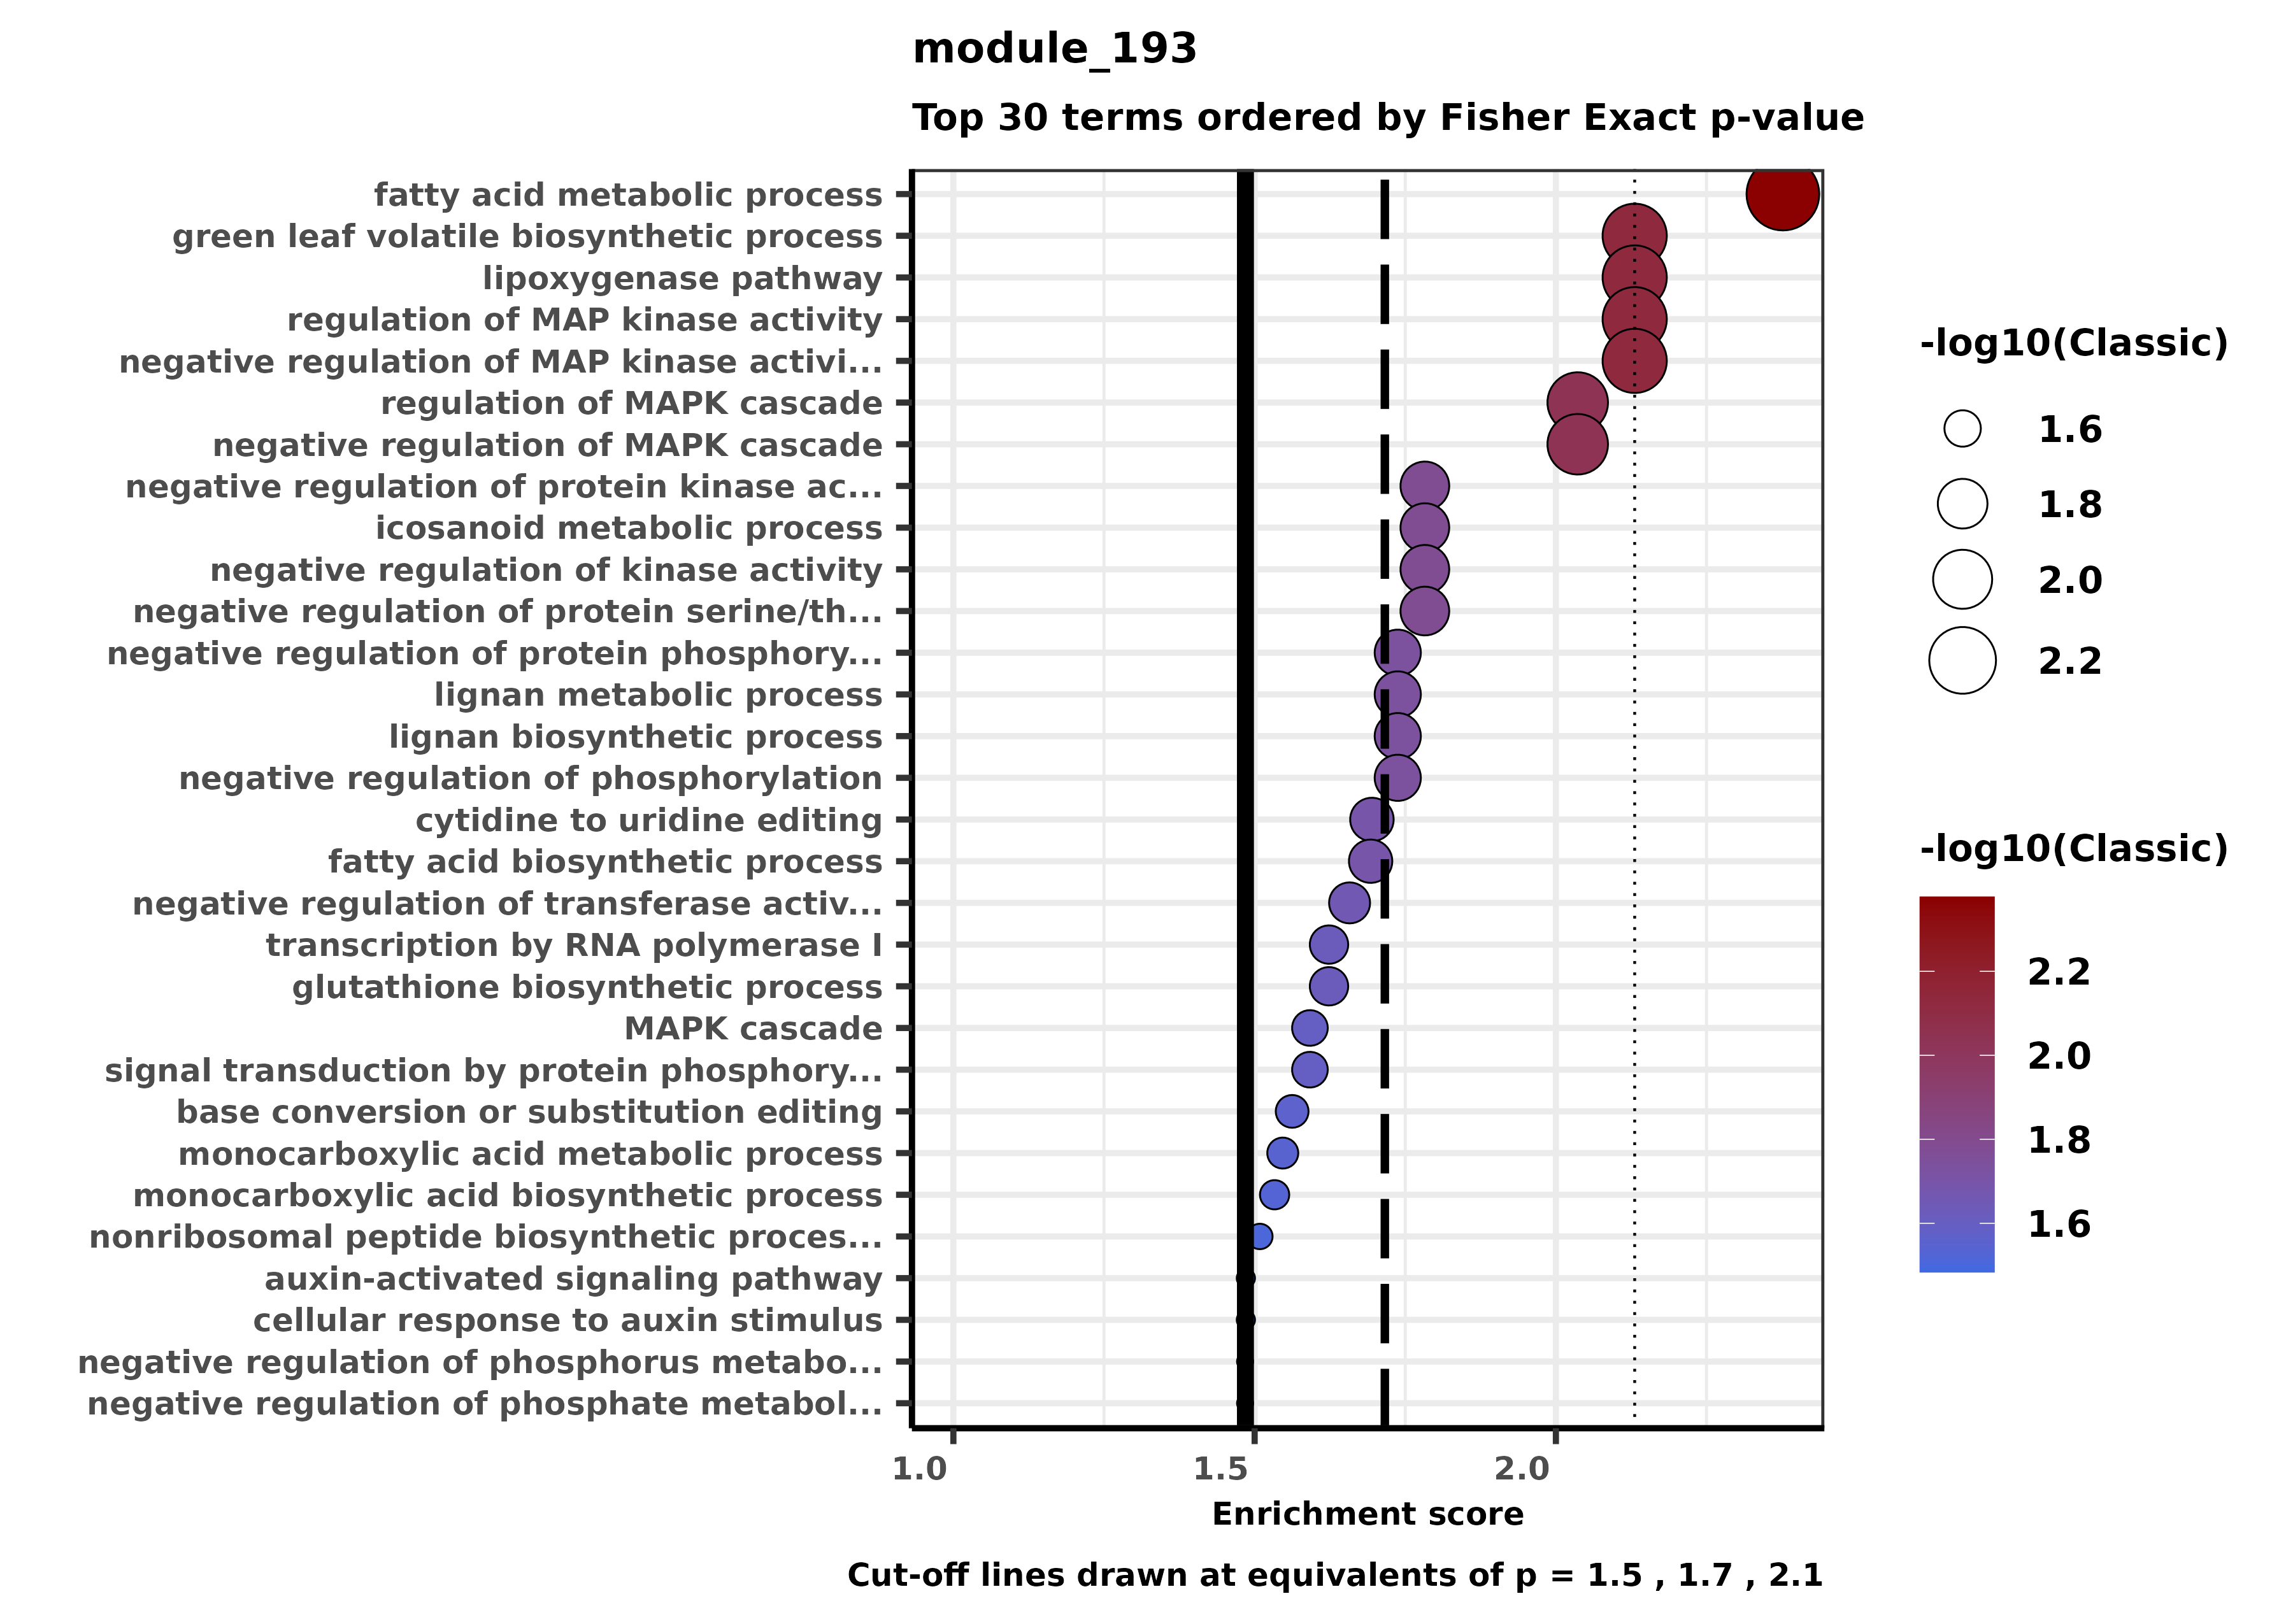 module_193
Top 30 terms ordered by Fisher Exact p-value
fatty acid metabolic process
green leaf volatile biosynthetic process
lipoxygenase pathway
regulation of MAP kinase activity
negative regulation of MAP kinase activi...
regulation of MAPK cascade
negative regulation of MAPK cascade
negative regulation of protein kinase ac...
icosanoid metabolic process
negative regulation of kinase activity
negative regulation of protein serine/th...
negative regulation of protein phosphory...
lignan metabolic process
lignan biosynthetic process
negative regulation of phosphorylation
cytidine to uridine editing
fatty acid biosynthetic process
negative regulation of transferase activ...
transcription by RNA polymerase I
glutathione biosynthetic process
MAPK cascade
signal transduction by protein phosphory...
base conversion or substitution editing
monocarboxylic acid metabolic process
monocarboxylic acid biosynthetic process
nonribosomal peptide biosynthetic proces...
auxin-activated signaling pathway
cellular response to auxin stimulus
negative regulation of phosphorus metabo...
negative regulation of phosphate metabol...
1.0 1.5 2.0
Enrichment score
Cut-off lines drawn at equivalents of p = 1.5 , 1.7 , 2.1
-log10(Classic)
1.6
1.8
2.0
2.2
-log10(Classic)
2.2
2.0
1.8
1.6